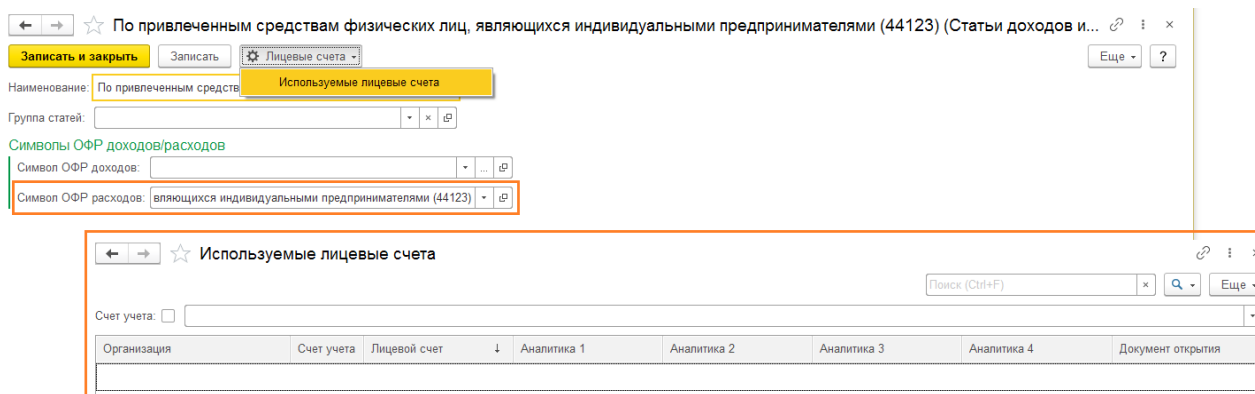 По привлеченным средствам физических лиц, являющихся индивидуальными предпринимателями (44123) (Статьи доходов и...
Записать и закрыть Записать Лицевые счета Еще ?
Используемые лицевые счета
Наименование: По привлеченным средств
Группа статей:
Символы ОФР доходов/расходов
Символ ОФР доходов:
Символ ОФР расходов: вляющихся индивидуальными предпринимателями (44123)
Используемые лицевые счета
Поиск (Ctrl+F) Еще
Счет учета:
Организация Счет учета Лицевой счет ↓ Аналитика 1 Аналитика 2 Аналитика 3 Аналитика 4 Документ открытия